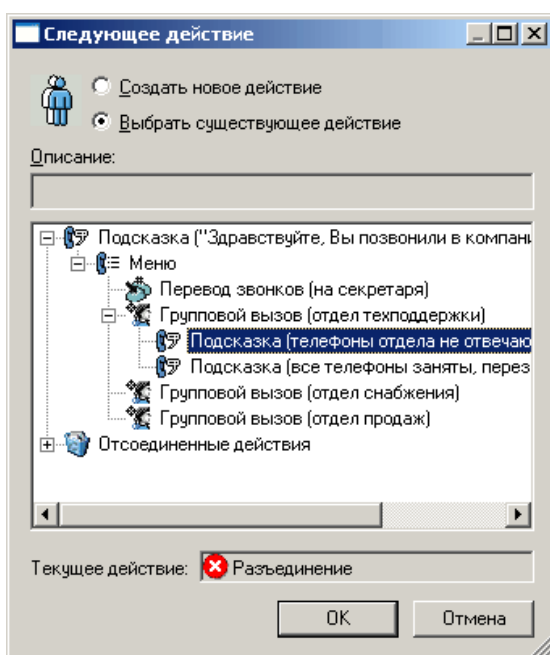 Следующее действие
Создать новое действие
Выбрать существующее действие
Описание:
Подсказка ("Здравствуйте, Вы позвонили в компани
Меню
Перевод звонков (на секретаря)
Групповой вызов (отдел техподдержки)
Подсказка (телефоны отдела не отвечаю
Подсказка (все телефоны заняты, перез
Групповой вызов (отдел снабжения)
Групповой вызов (отдел продаж)
Отсоединенные действия
Текущее действие: Разъединение
OK Отмена